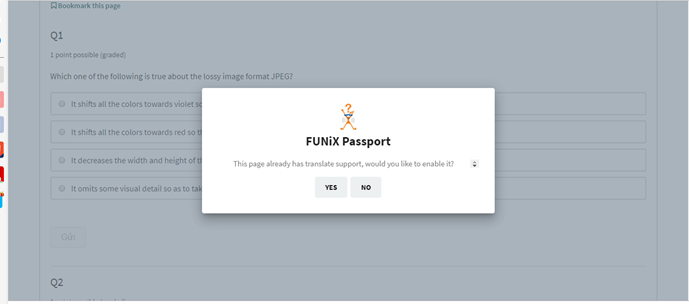 Bookmark this page
Q1
1 point possible (graded)
Which one of the following is true about the lossy image format JPEG?
It shifts all the colors towards violet so
It shifts all the colors towards red so th
It decreases the width and height of th
It omits some visual detail so as to tak
FUNiX Passport
This page already has translate support, would you like to enable it?
YES
NO
Gửi
Q2